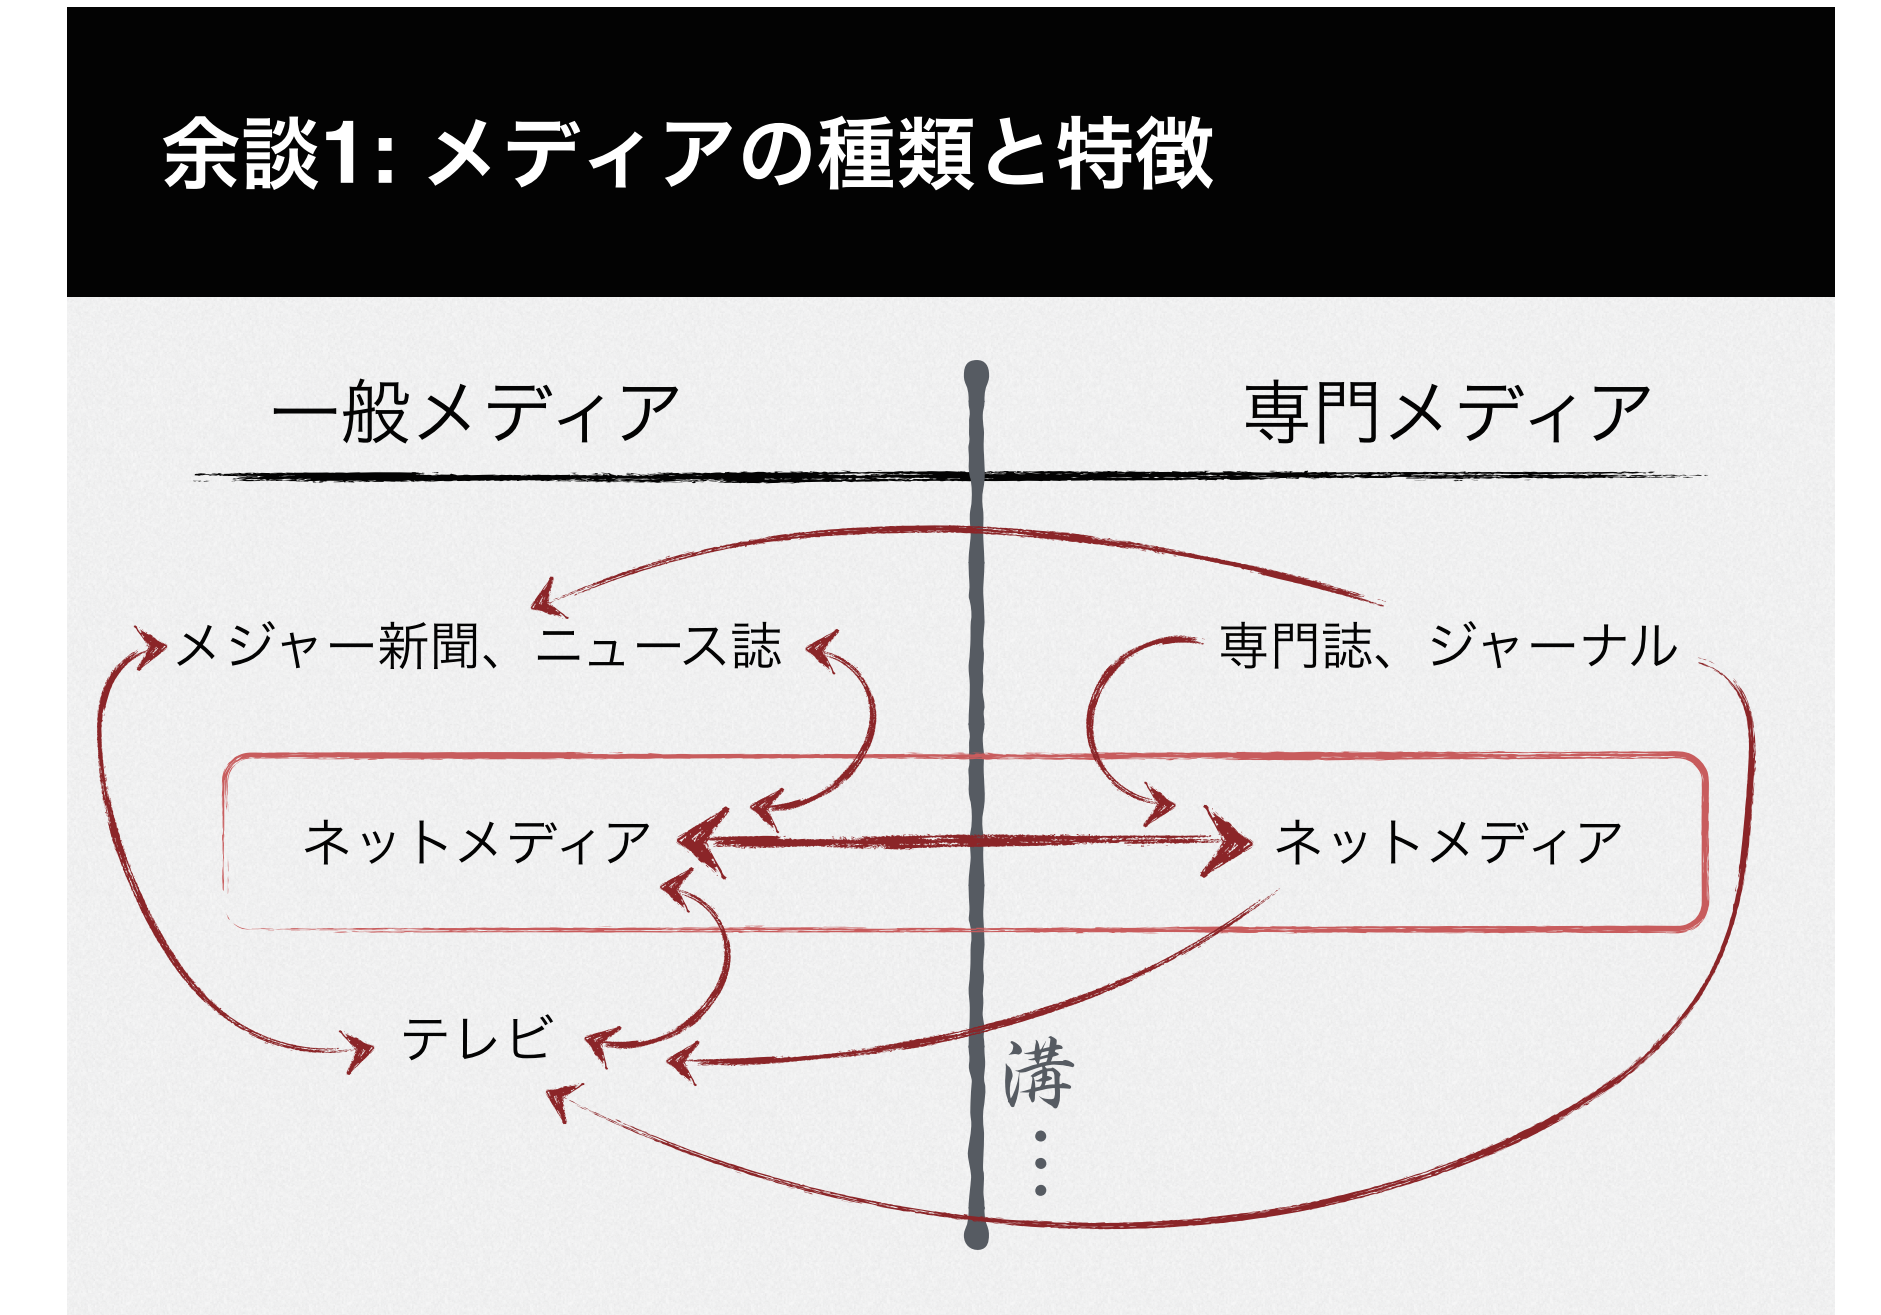 余談1: メディアの種類と特徴
一般メディア
専門メディア
メジャー新聞、ニュース誌
専門誌、ジャーナル
ネットメディア
ネットメディア
テレビ
溝…